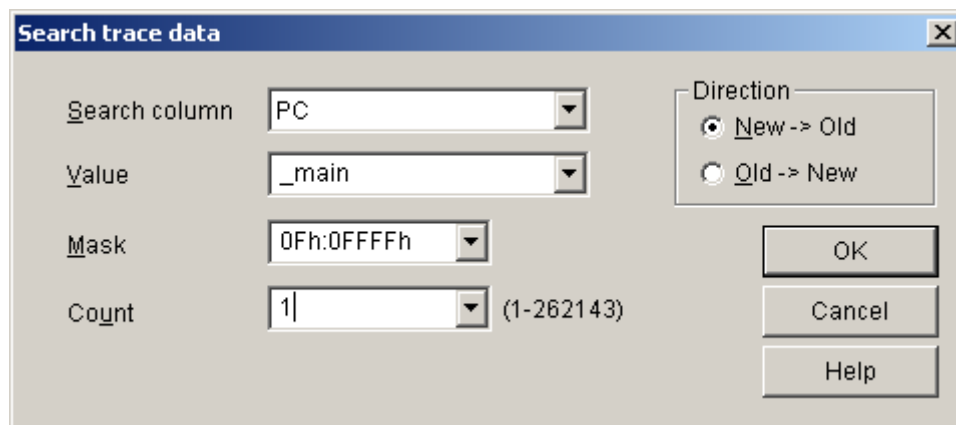 Search trace data
Search column PC
Value _main
Mask 0Fh:0FFFFh
Count 1 (1-262143)
Direction
New -> Old
Old -> New
OK
Cancel
Help